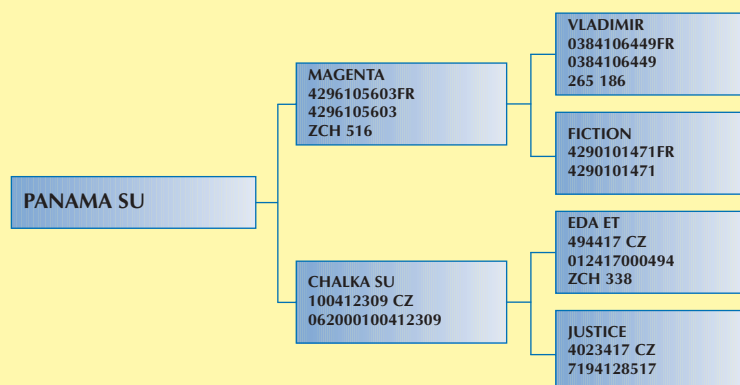 PANAMA SU
MAGENTA
4296105603FR
4296105603
ZCH 516
CHALKA SU
100412309 CZ
062000100412309
VLADIMIR
0384106449FR
0384106449
265 186
FICTION
4290101471FR
4290101471
EDA ET
494417 CZ
012417000494
ZCH 338
JUSTICE
4023417 CZ
7194128517